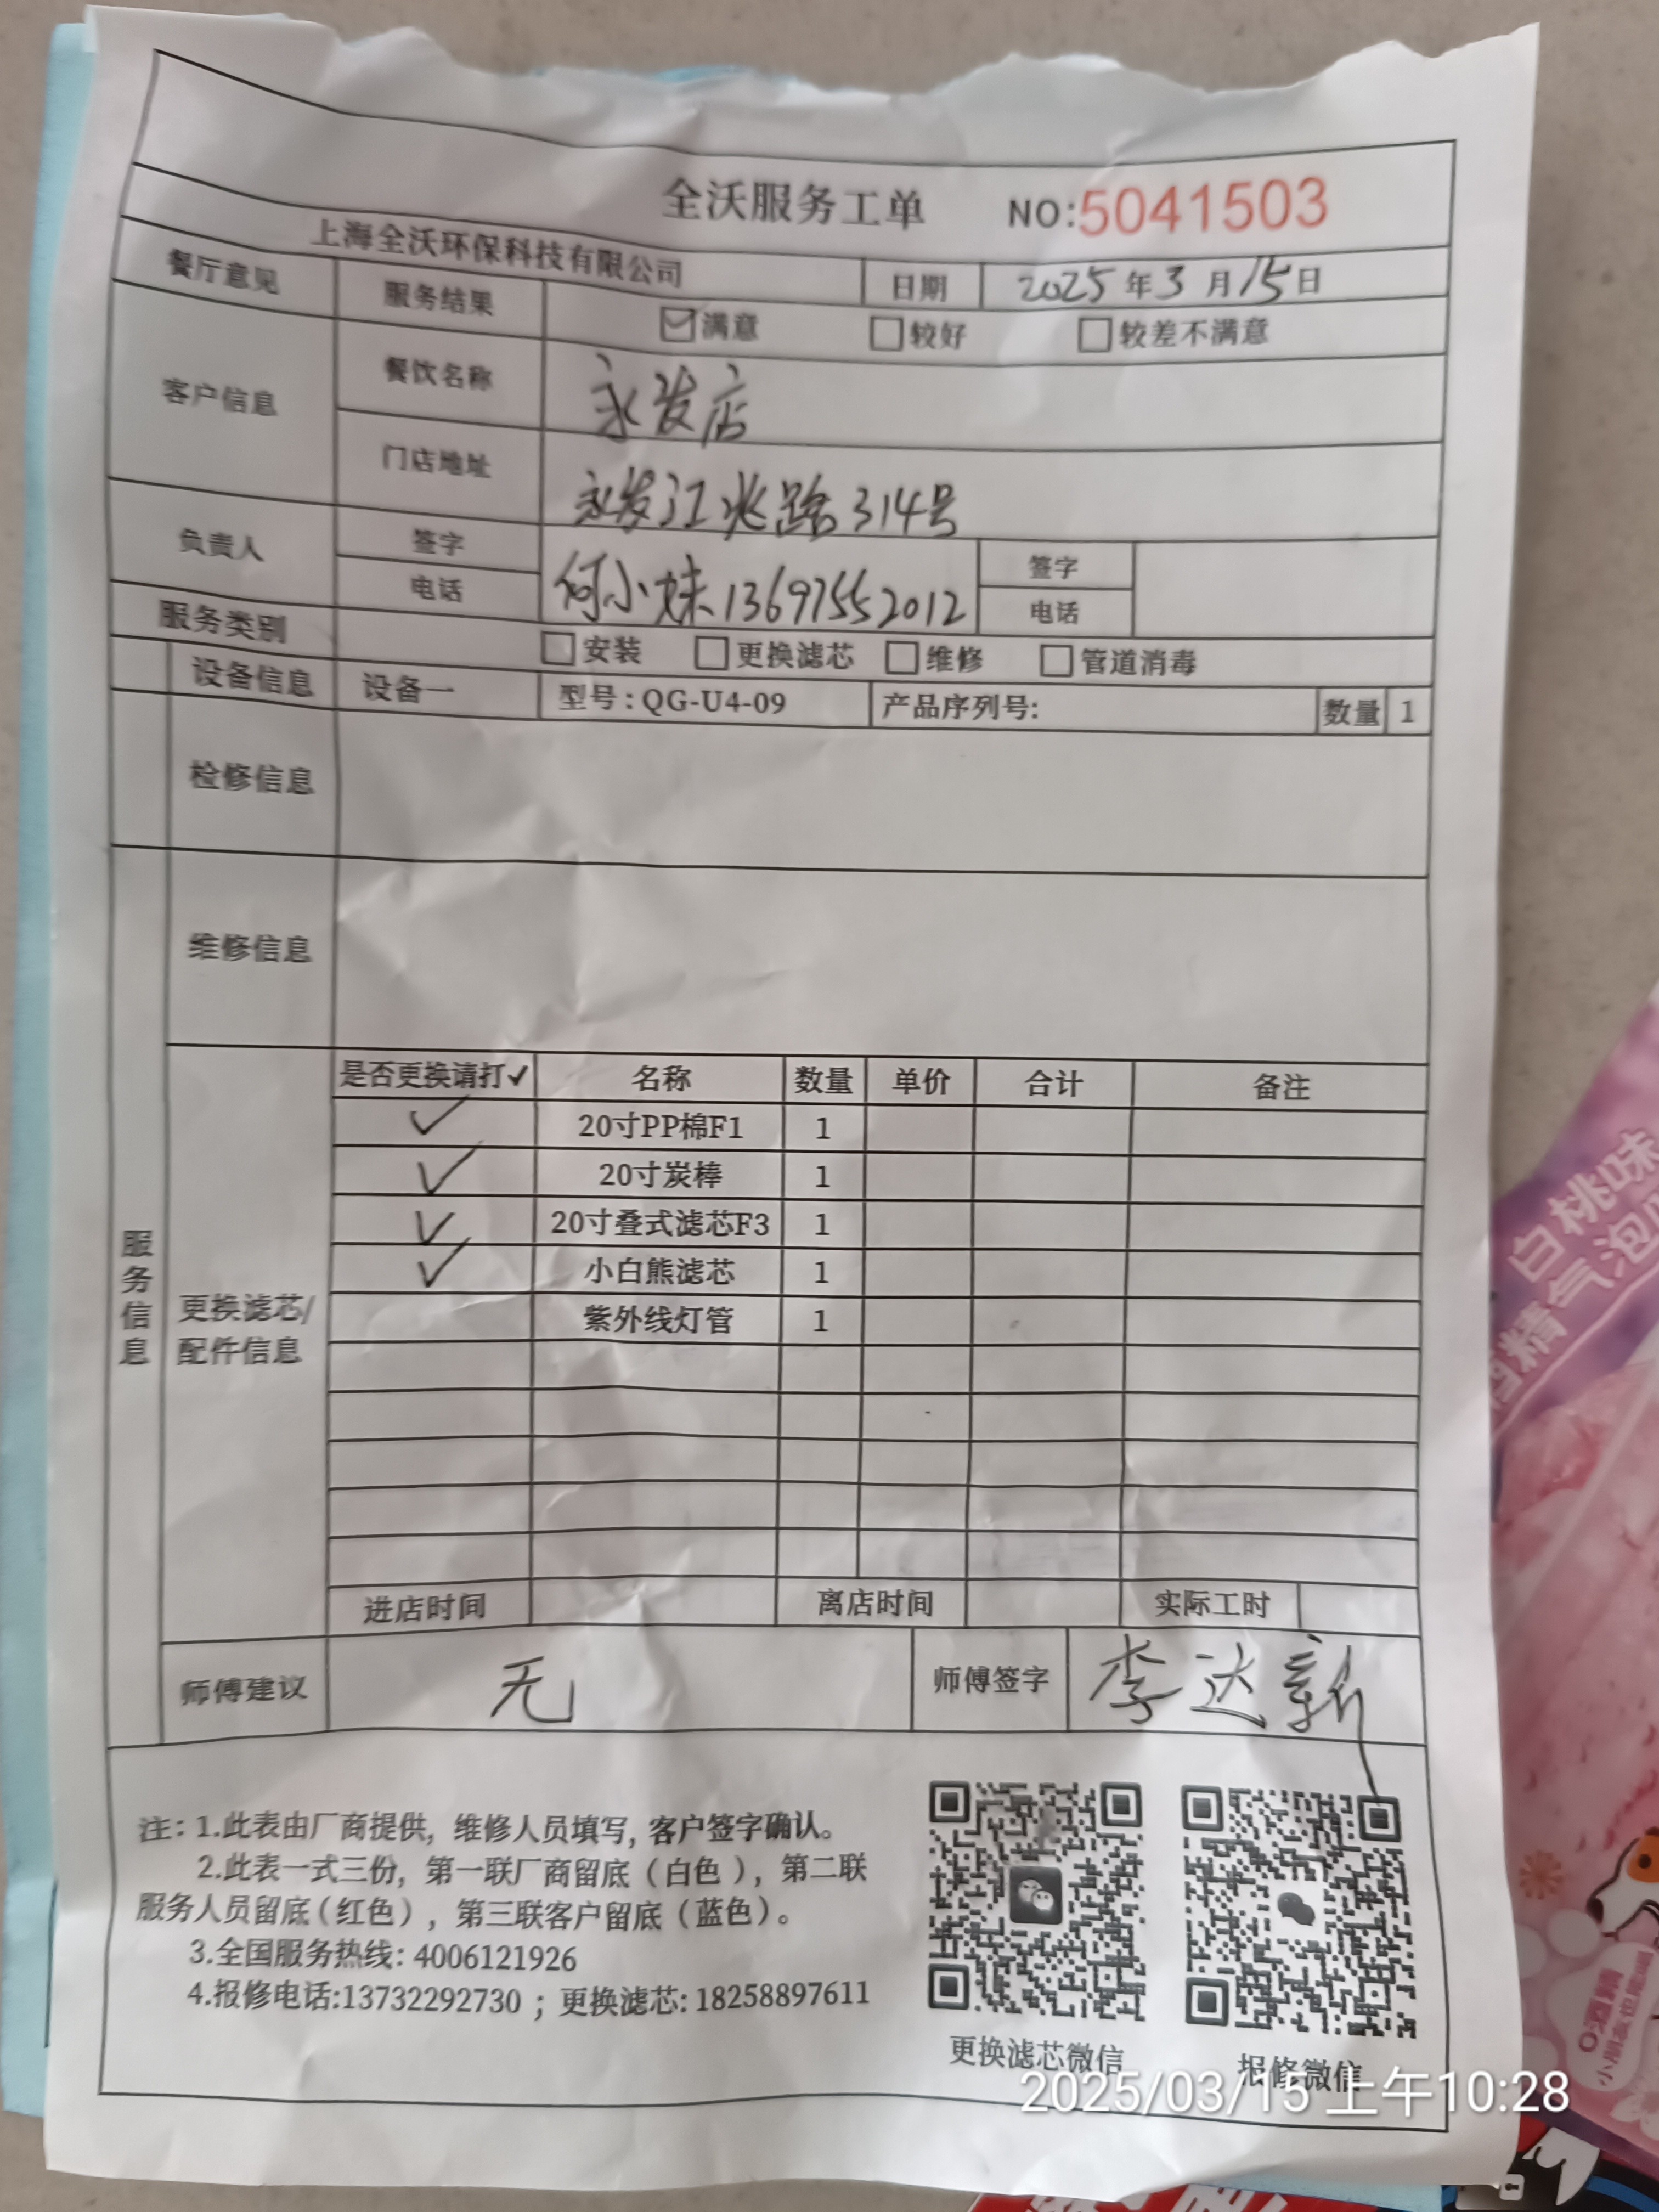 全沃服务工单 NO:5041503
上海全沃环保科技有限公司 日期 2025年3月15日
餐厅意见 服务结果 ☑满意 ☐较好 ☐较差不满意
客户信息 餐饮名称 永发店
门店地址 永发江兆路314号
负责人 签字 何小妹 签字
电话 13697552012 电话
服务类别 ☐安装 ☐更换滤芯 ☐维修 ☐管道消毒
设备信息 设备一 型号:QG-U4-09 产品序列号: 数量 1
检修信息
维修信息
服务信息
更换滤芯/
配件信息
是否更换请打✓ 名称 数量 单价 合计 备注
✓ 20寸PP棉F1 1
✓ 20寸炭棒 1
✓ 20寸叠式滤芯F3 1
✓ 小白熊滤芯 1
紫外线灯管 1
进店时间 离店时间 实际工时
师傅建议 无 师傅签字 李达新
注:1.此表由厂商提供,维修人员填写,客户签字确认。
2.此表一式三份,第一联厂商留底(白色),第二联
服务人员留底(红色),第三联客户留底(蓝色)。
3.全国服务热线:4006121926
4.报修电话:13732292730;更换滤芯:18258897611
更换滤芯微信 报修微信
2025/03/15 上午10:28
白桃味
精气泡
0酒精